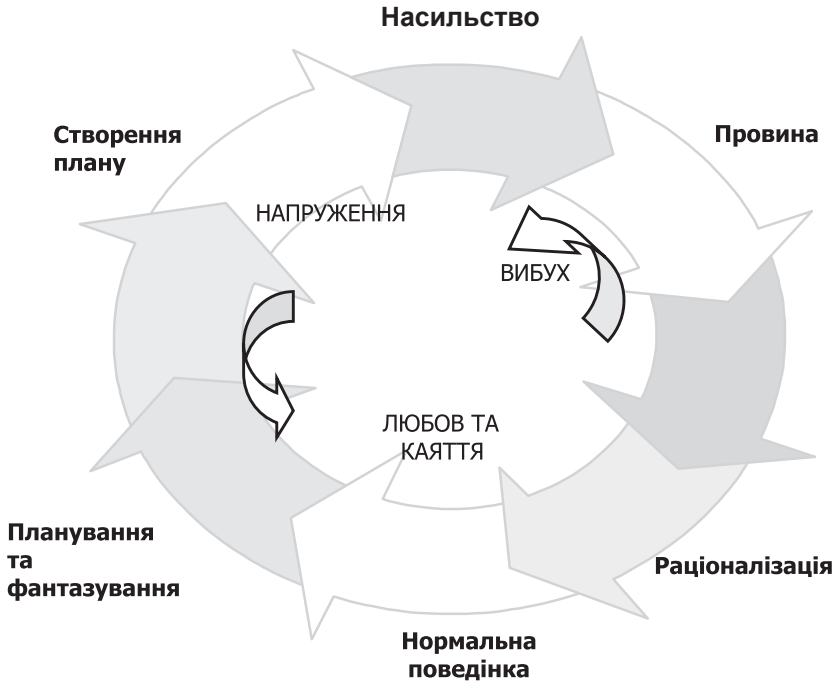 Насильство
Створення
плану
Провина
НАПРУЖЕННЯ
ВИБУХ
ЛЮБОВ ТА
КАЯТТЯ
Планування
та
фантазування
Раціоналізація
Нормальна
поведінка